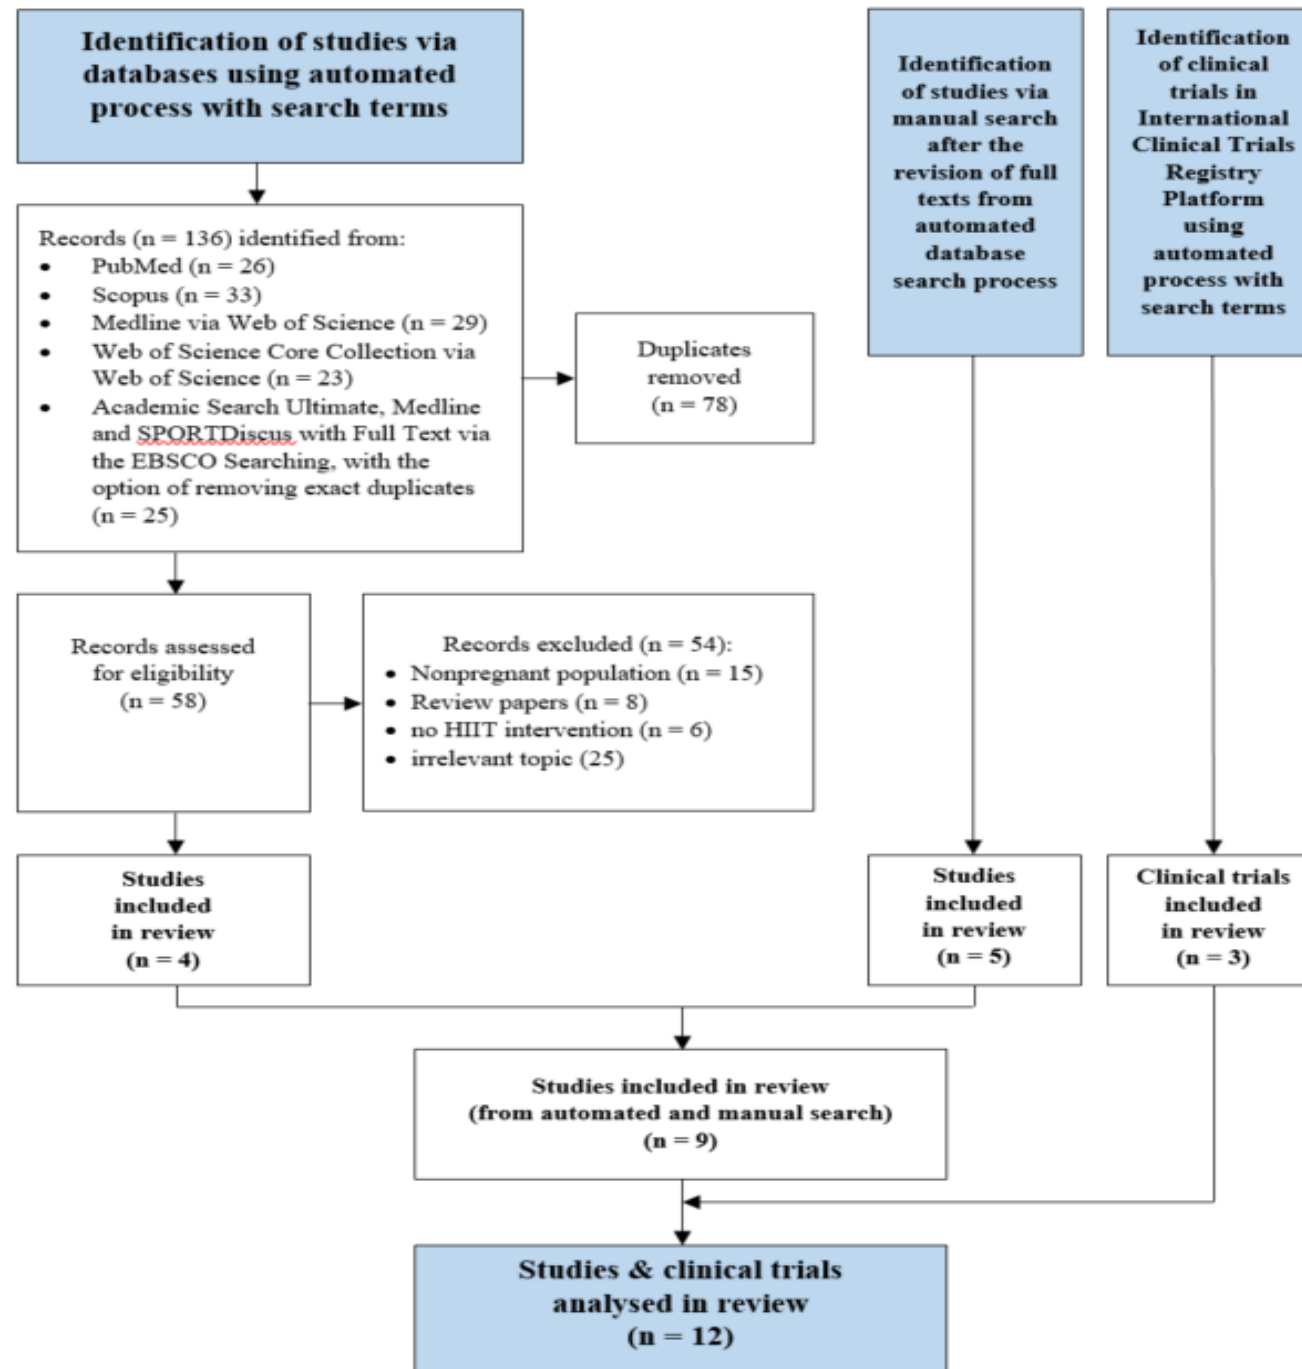 Identification of studies via
databases using automated
process with search terms
Records (n = 136) identified from:
• PubMed (n = 26)
• Scopus (n = 33)
• Medline via Web of Science (n = 29)
• Web of Science Core Collection via
Web of Science (n = 23)
• Academic Search Ultimate, Medline
and SPORTDiscus with Full Text via
the EBSCO Searching, with the
option of removing exact duplicates
(n = 25)
Duplicates
removed
(n = 78)
Records assessed
for eligibility
(n = 58)
Records excluded (n = 54):
• Nonpregnant population (n = 15)
• Review papers (n = 8)
• no HIIT intervention (n = 6)
• irrelevant topic (25)
Studies
included
in review
(n = 4)
Identification
of studies via
manual search
after the
revision of full
texts from
automated
database
search process
Studies
included
in review
(n = 5)
Identification
of clinical
trials in
International
Clinical Trials
Registry
Platform
using
automated
process with
search terms
Clinical trials
included
in review
(n = 3)
Studies included in review
(from automated and manual search)
(n = 9)
Studies & clinical trials
analysed in review
(n = 12)